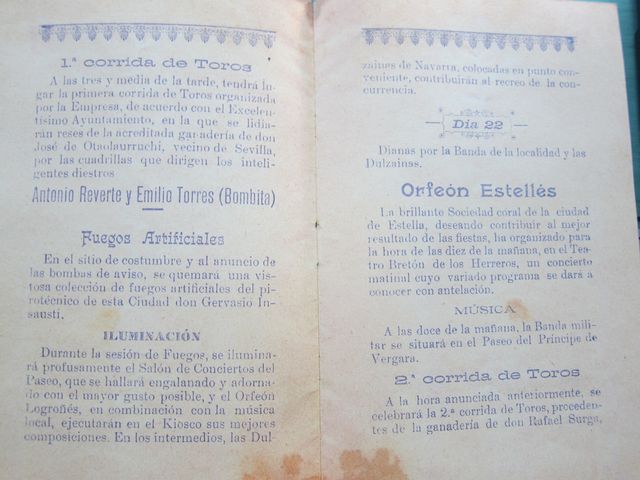 1.ª corrida de Toros
A las tres y media de la tarde, tendrá lu-
gar la primera corrida de Toros organizada
por la Empresa, de acuerdo con el Excelen-
tísimo Ayuntamiento, en la que se lidia-
rán reses de la acreditada ganadería de don
José de Otaolaurruchi, vecino de Sevilla,
por las cuadrillas que dirigen los inteli-
gentes diestros
Antonio Reverte y Emilio Torres (Bombita)
Fuegos Artificiales
En el sitio de costumbre y al anuncio de
las bombas de aviso, se quemará una vis-
tosa colección de fuegos artificiales del pi-
rotécnico de esta Ciudad don Gervasio In-
sausti.
ILUMINACIÓN
Durante la sesión de Fuegos, se ilumina-
rá profusamente el Salón de Conciertos del
Paseo, que se hallará engalanado y adorna-
do con el mayor gusto posible, y el Orfeón
Logroñés, en combinación con la música
local, ejecutarán en el Kiosco sus mejores
composiciones. En los intermedios, las Dul-
zainas de Navarra, colocadas en punto con-
veniente, contribuirán al recreo de la con-
currencia.
Día 22
Dianas por la Banda de la localidad y las
Dulzainas.
Orfeón Estellés
La brillante Sociedad coral de la ciudad
de Estella, deseando contribuir al mejor
resultado de las fiestas, ha organizado para
la hora de las diez de la mañana, en el Tea-
tro Bretón de los Herreros, un concierto
matinal cuyo variado programa se dará a
conocer con antelación.
MÚSICA
A las doce de la mañana, la Banda mili-
tar se situará en el Paseo del Príncipe de
Vergara.
2.ª corrida de Toros
A la hora anunciada anteriormente, se
celebrará la 2.ª corrida de Toros, proceden-
tes de la ganadería de don Rafael Surga,